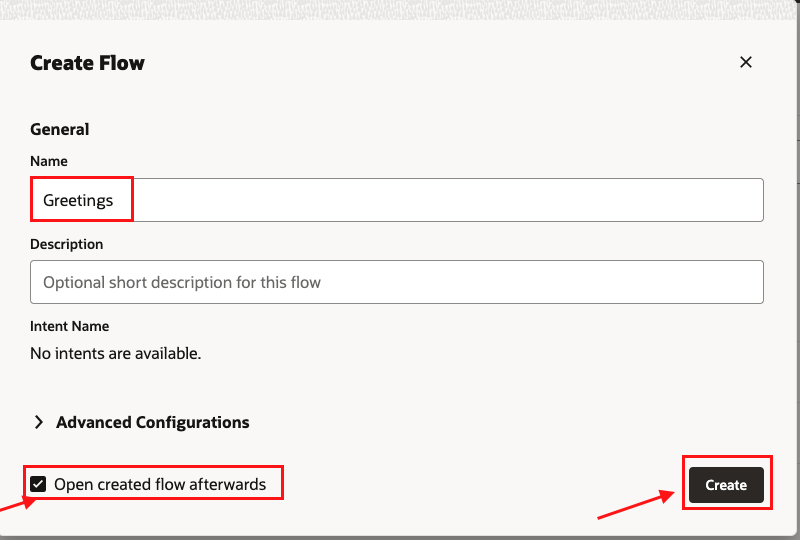 Create Flow
General
Name
Greetings
Description
Optional short description for this flow
Intent Name
No intents are available.
Advanced Configurations
Open created flow afterwards
Create